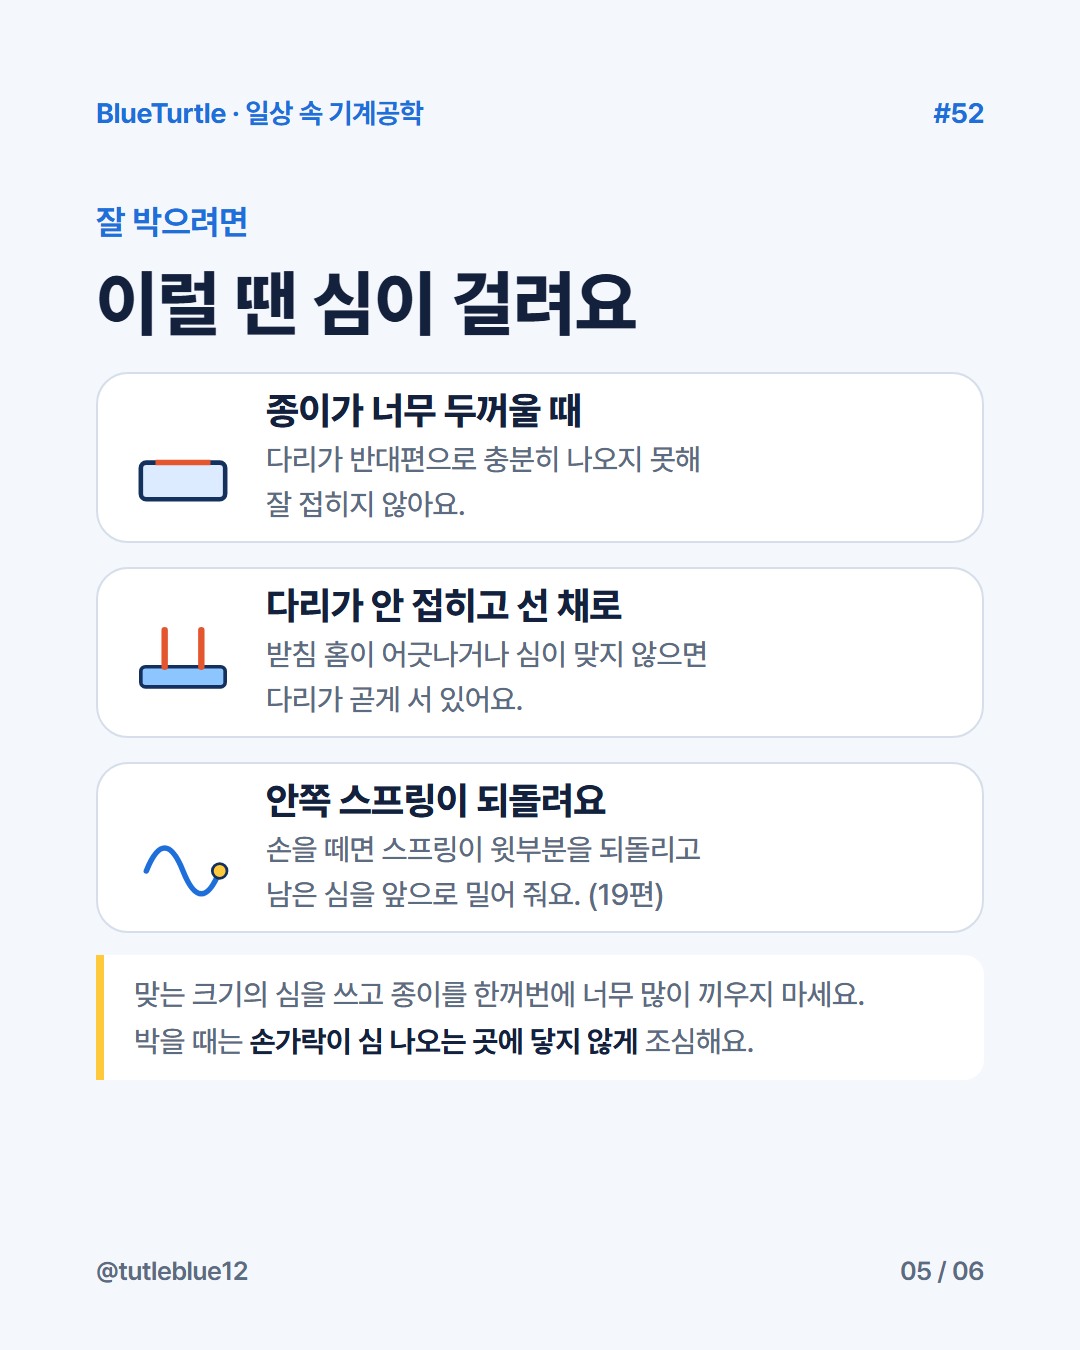 BlueTurtle · 일상 속 기계공학
#52
잘 박으려면
이럴 땐 심이 걸려요
종이가 너무 두꺼울 때
다리가 반대편으로 충분히 나오지 못해
잘 접히지 않아요.
다리가 안 접히고 선 채로
받침 홈이 어긋나거나 심이 맞지 않으면
다리가 곧게 서 있어요.
안쪽 스프링이 되돌려요
손을 떼면 스프링이 윗부분을 되돌리고
남은 심을 앞으로 밀어 줘요. (19편)
맞는 크기의 심을 쓰고 종이를 한꺼번에 너무 많이 끼우지 마세요.
박을 때는 손가락이 심 나오는 곳에 닿지 않게 조심해요.
@tutleblue12
05 / 06